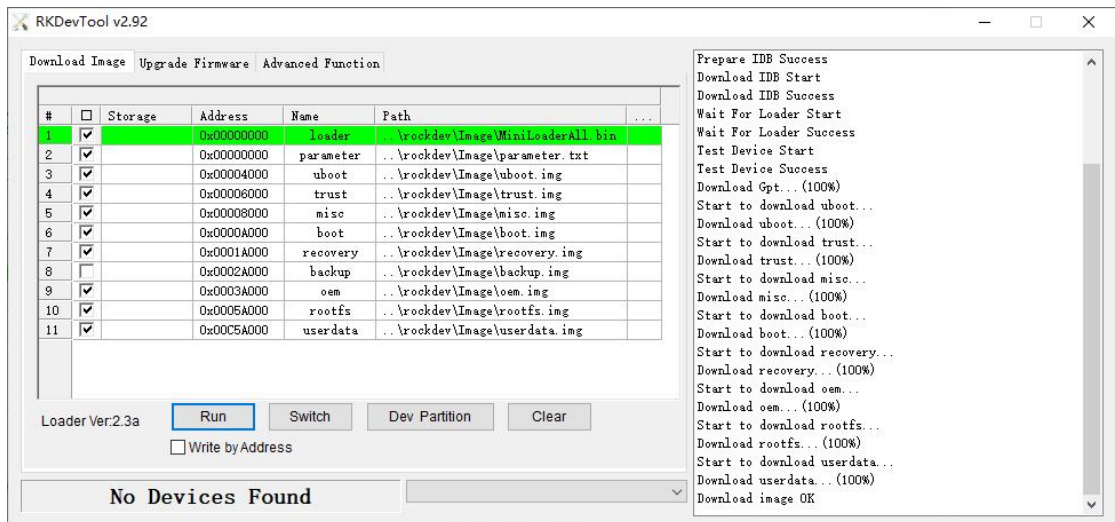 RKDevTool v2.92
Download Image Upgrade Firmware Advanced Function
# Storage Address Name Path ...
1 0x00000000 loader ..\rockdev\Image\MiniLoaderAll.bin
2 0x00000000 parameter ..\rockdev\Image\parameter.txt
3 0x00004000 uboot ..\rockdev\Image\uboot.img
4 0x00006000 trust ..\rockdev\Image\trust.img
5 0x00008000 misc ..\rockdev\Image\misc.img
6 0x0000A000 boot ..\rockdev\Image\boot.img
7 0x0001A000 recovery ..\rockdev\Image\recovery.img
8 0x0002A000 backup ..\rockdev\Image\backup.img
9 0x0003A000 oem ..\rockdev\Image\oem.img
10 0x0005A000 rootfs ..\rockdev\Image\rootfs.img
11 0x00C5A000 userdata ..\rockdev\Image\userdata.img
Loader Ver:2.3a Run Switch Dev Partition Clear
Write by Address
No Devices Found
Prepare IDB Success
Download IDB Start
Download IDB Success
Wait For Loader Start
Wait For Loader Success
Test Device Start
Test Device Success
Download Gpt...(100%)
Start to download uboot...
Download uboot...(100%)
Start to download trust...
Download trust...(100%)
Start to download misc...
Download misc...(100%)
Start to download boot...
Download boot...(100%)
Start to download recovery...
Download recovery...(100%)
Start to download oem...
Download oem...(100%)
Start to download rootfs...
Download rootfs...(100%)
Start to download userdata...
Download userdata...(100%)
Download image OK